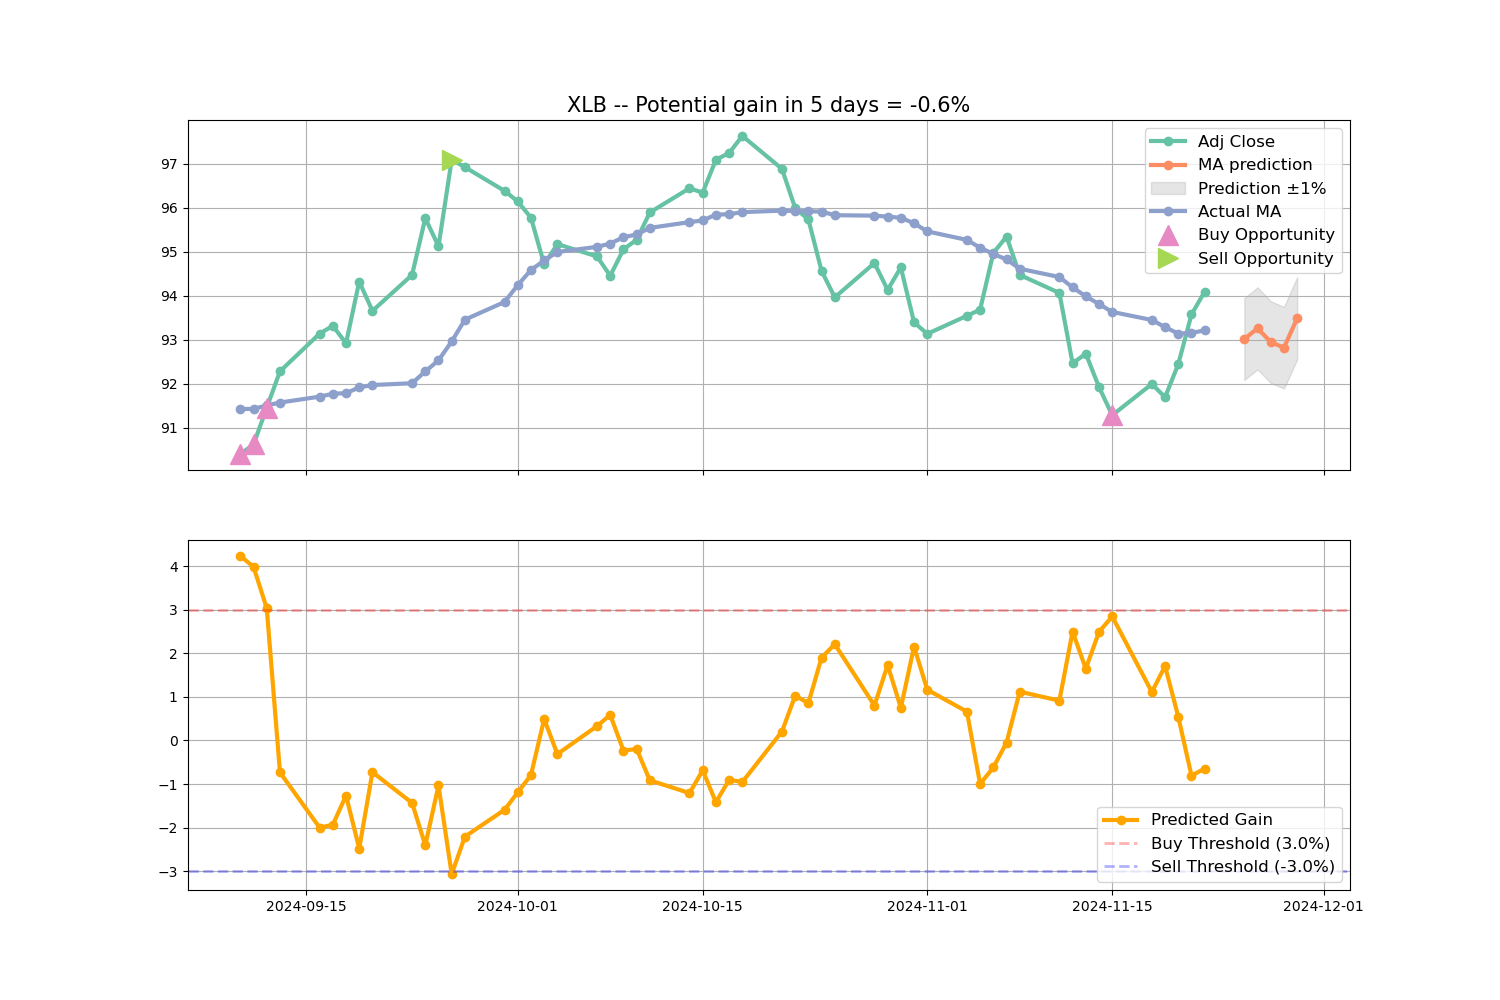 XLB -- Potential gain in 5 days = -0.6%
97
96
95
94
93
92
91
Adj Close
MA prediction
Prediction ±1%
Actual MA
Buy Opportunity
Sell Opportunity
4
3
2
1
0
−1
−2
−3
Predicted Gain
Buy Threshold (3.0%)
Sell Threshold (-3.0%)
2024-09-15
2024-10-01
2024-10-15
2024-11-01
2024-11-15
2024-12-01